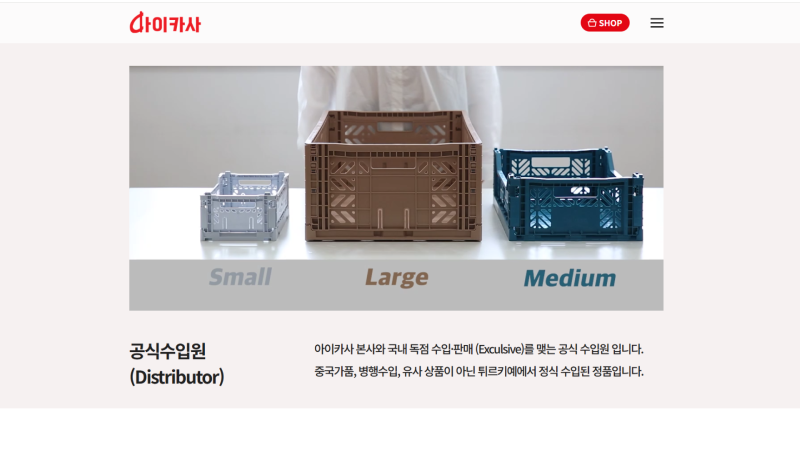 아이카사
SHOP
Small Large Medium
공식수입원
(Distributor)
아이카사 본사와 국내 독점 수입·판매 (Exculsive)를 맺는 공식 수입원 입니다.
중국가품, 병행수입, 유사 상품이 아닌 튀르키예에서 정식 수입된 정품입니다.